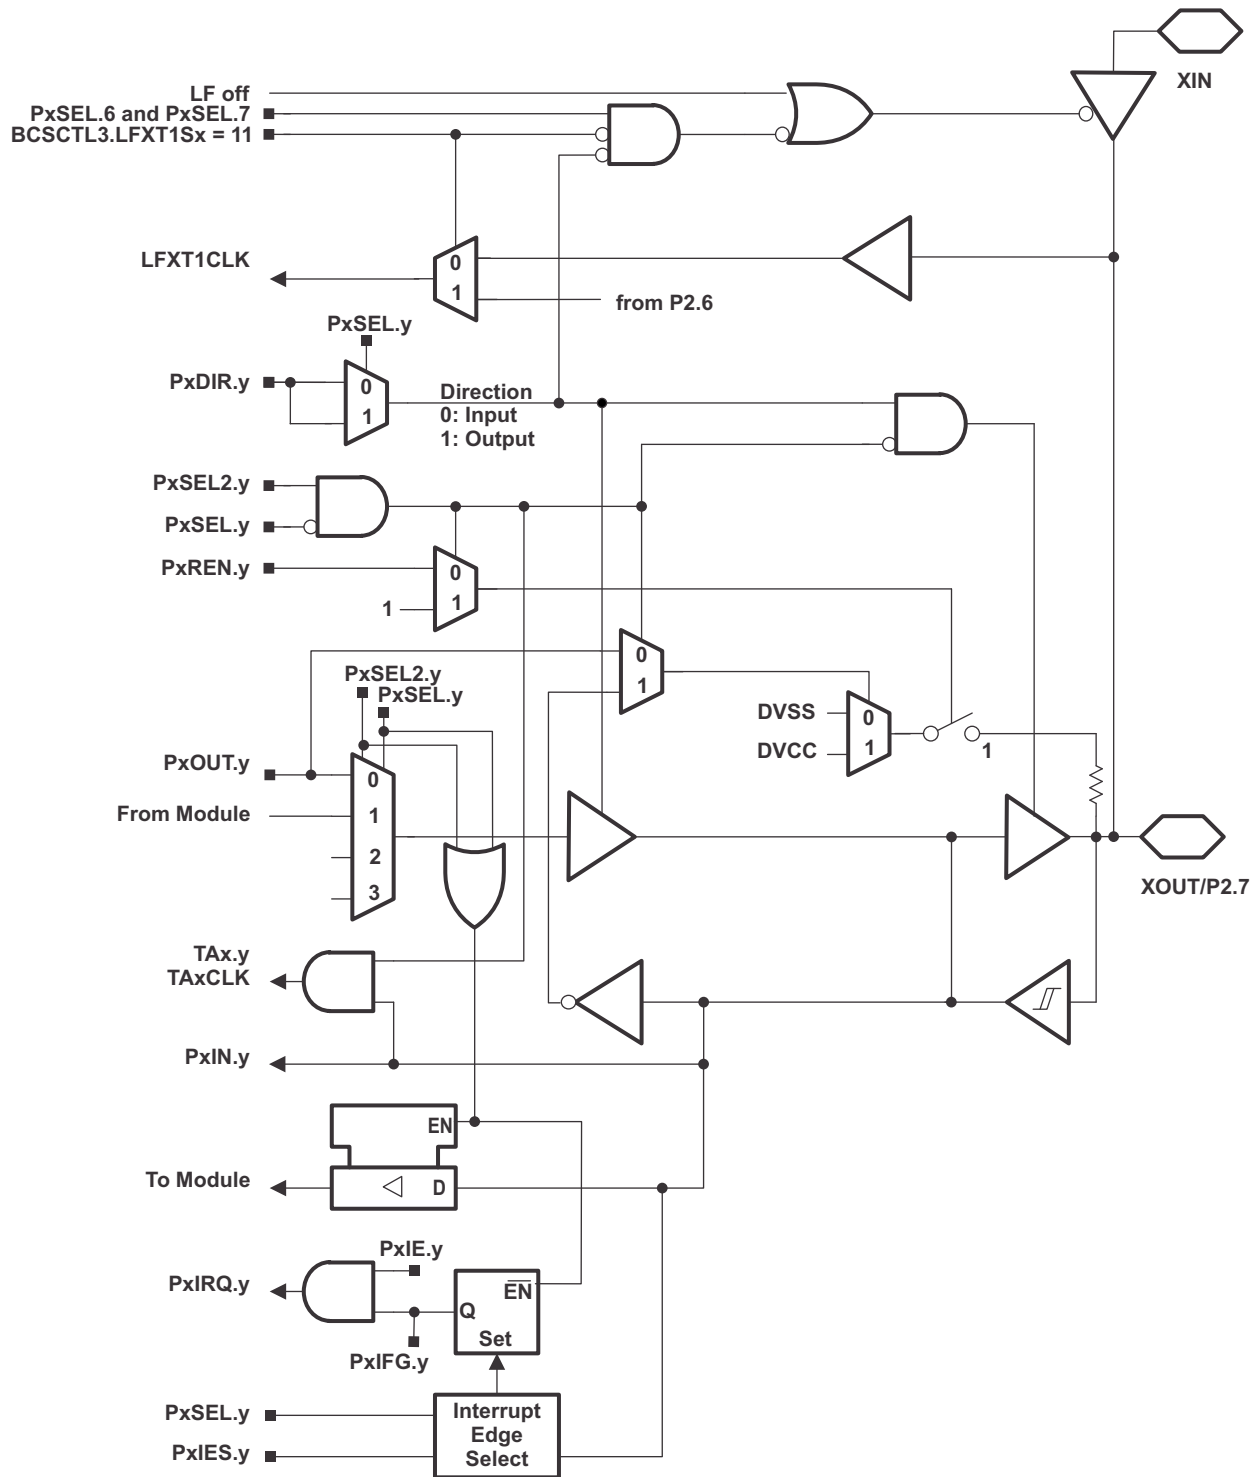 XIN
LF off
PxSEL.6 and PxSEL.7
BCSCTL3.LFXT1Sx = 11
LFXT1CLK
0
1
from P2.6
PxSEL.y
PxDIR.y
0
1
Direction
0: Input
1: Output
PxSEL2.y
PxSEL.y
PxREN.y
0
1
1
0
1
PxSEL2.y
PxSEL.y
DVSS
DVCC
0
1
1
PxOUT.y
From Module
0
1
2
3
XOUT/P2.7
TAx.y
TAxCLK
PxIN.y
EN
To Module
D
PxIE.y
PxIRQ.y
EN
Q
Set
PxIFG.y
PxSEL.y
PxIES.y
Interrupt
Edge
Select